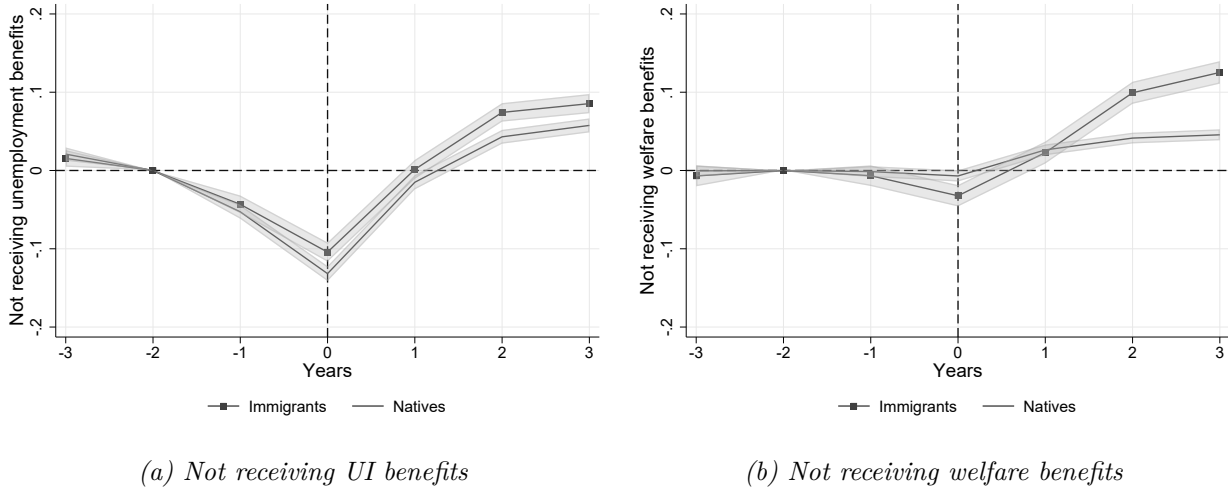 Not receiving unemployment benefits
.2
.1
0
-.1
-.2
-3 -2 -1 0 1 2 3
Years
Immigrants Natives
(a) Not receiving UI benefits
Not receiving welfare benefits
.2
.1
0
-.1
-.2
-3 -2 -1 0 1 2 3
Years
Immigrants Natives
(b) Not receiving welfare benefits